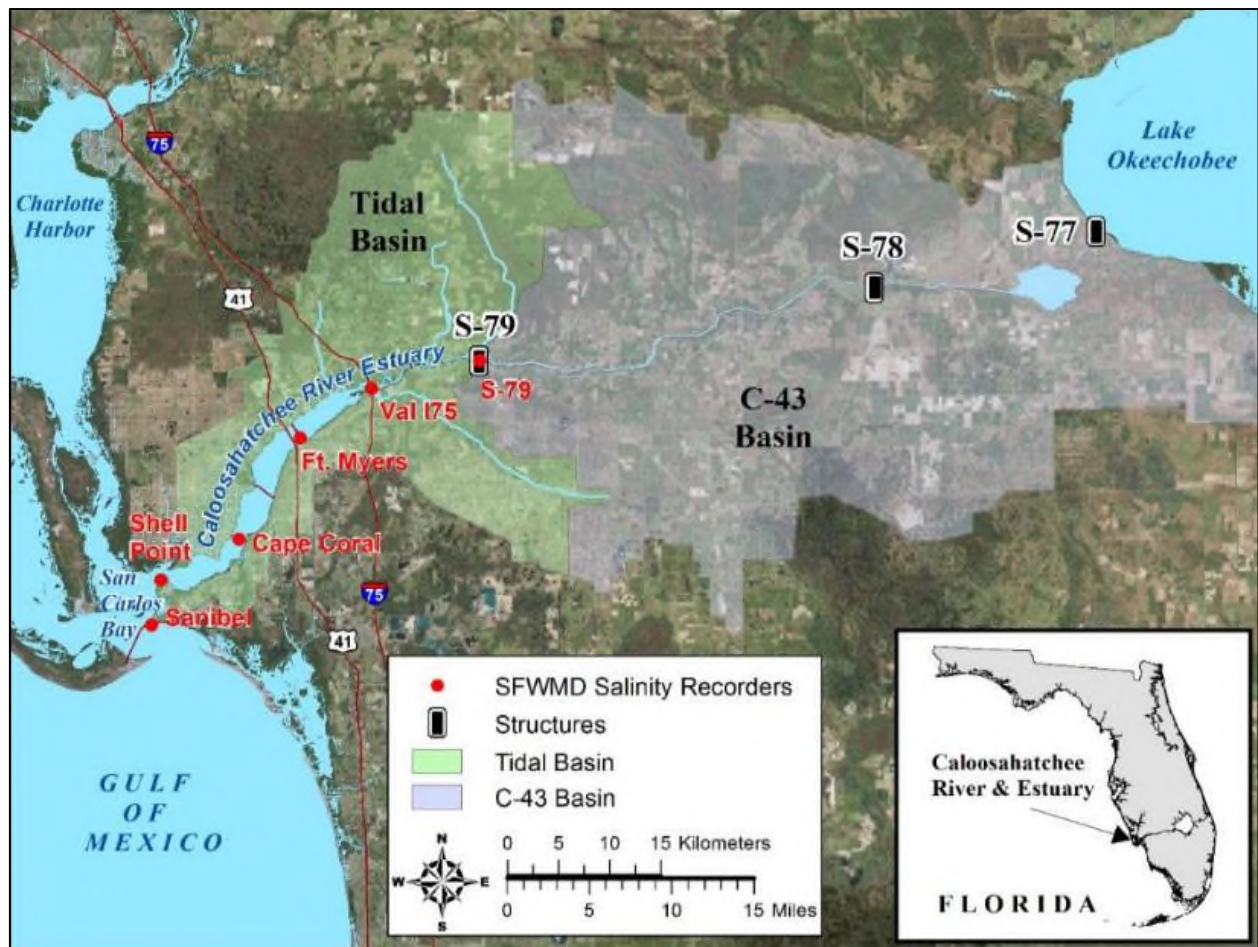 75
Lake
Okeechobee
Charlotte
Harbor
Tidal
Basin
S-77
S-78
41
S-79
S-79
Caloosahatchee River Estuary
Val I75
C-43
Basin
Ft. Myers
Shell
Point
Cape Coral
San
Carlos
Bay
Sanibel
75
41
GULF
OF
MEXICO
SFWMD Salinity Recorders
Structures
Tidal Basin
C-43 Basin
N
W
E
S
0 5 10 15 Kilometers
0 5 10 15 Miles
Caloosahatchee
River & Estuary
FLORIDA